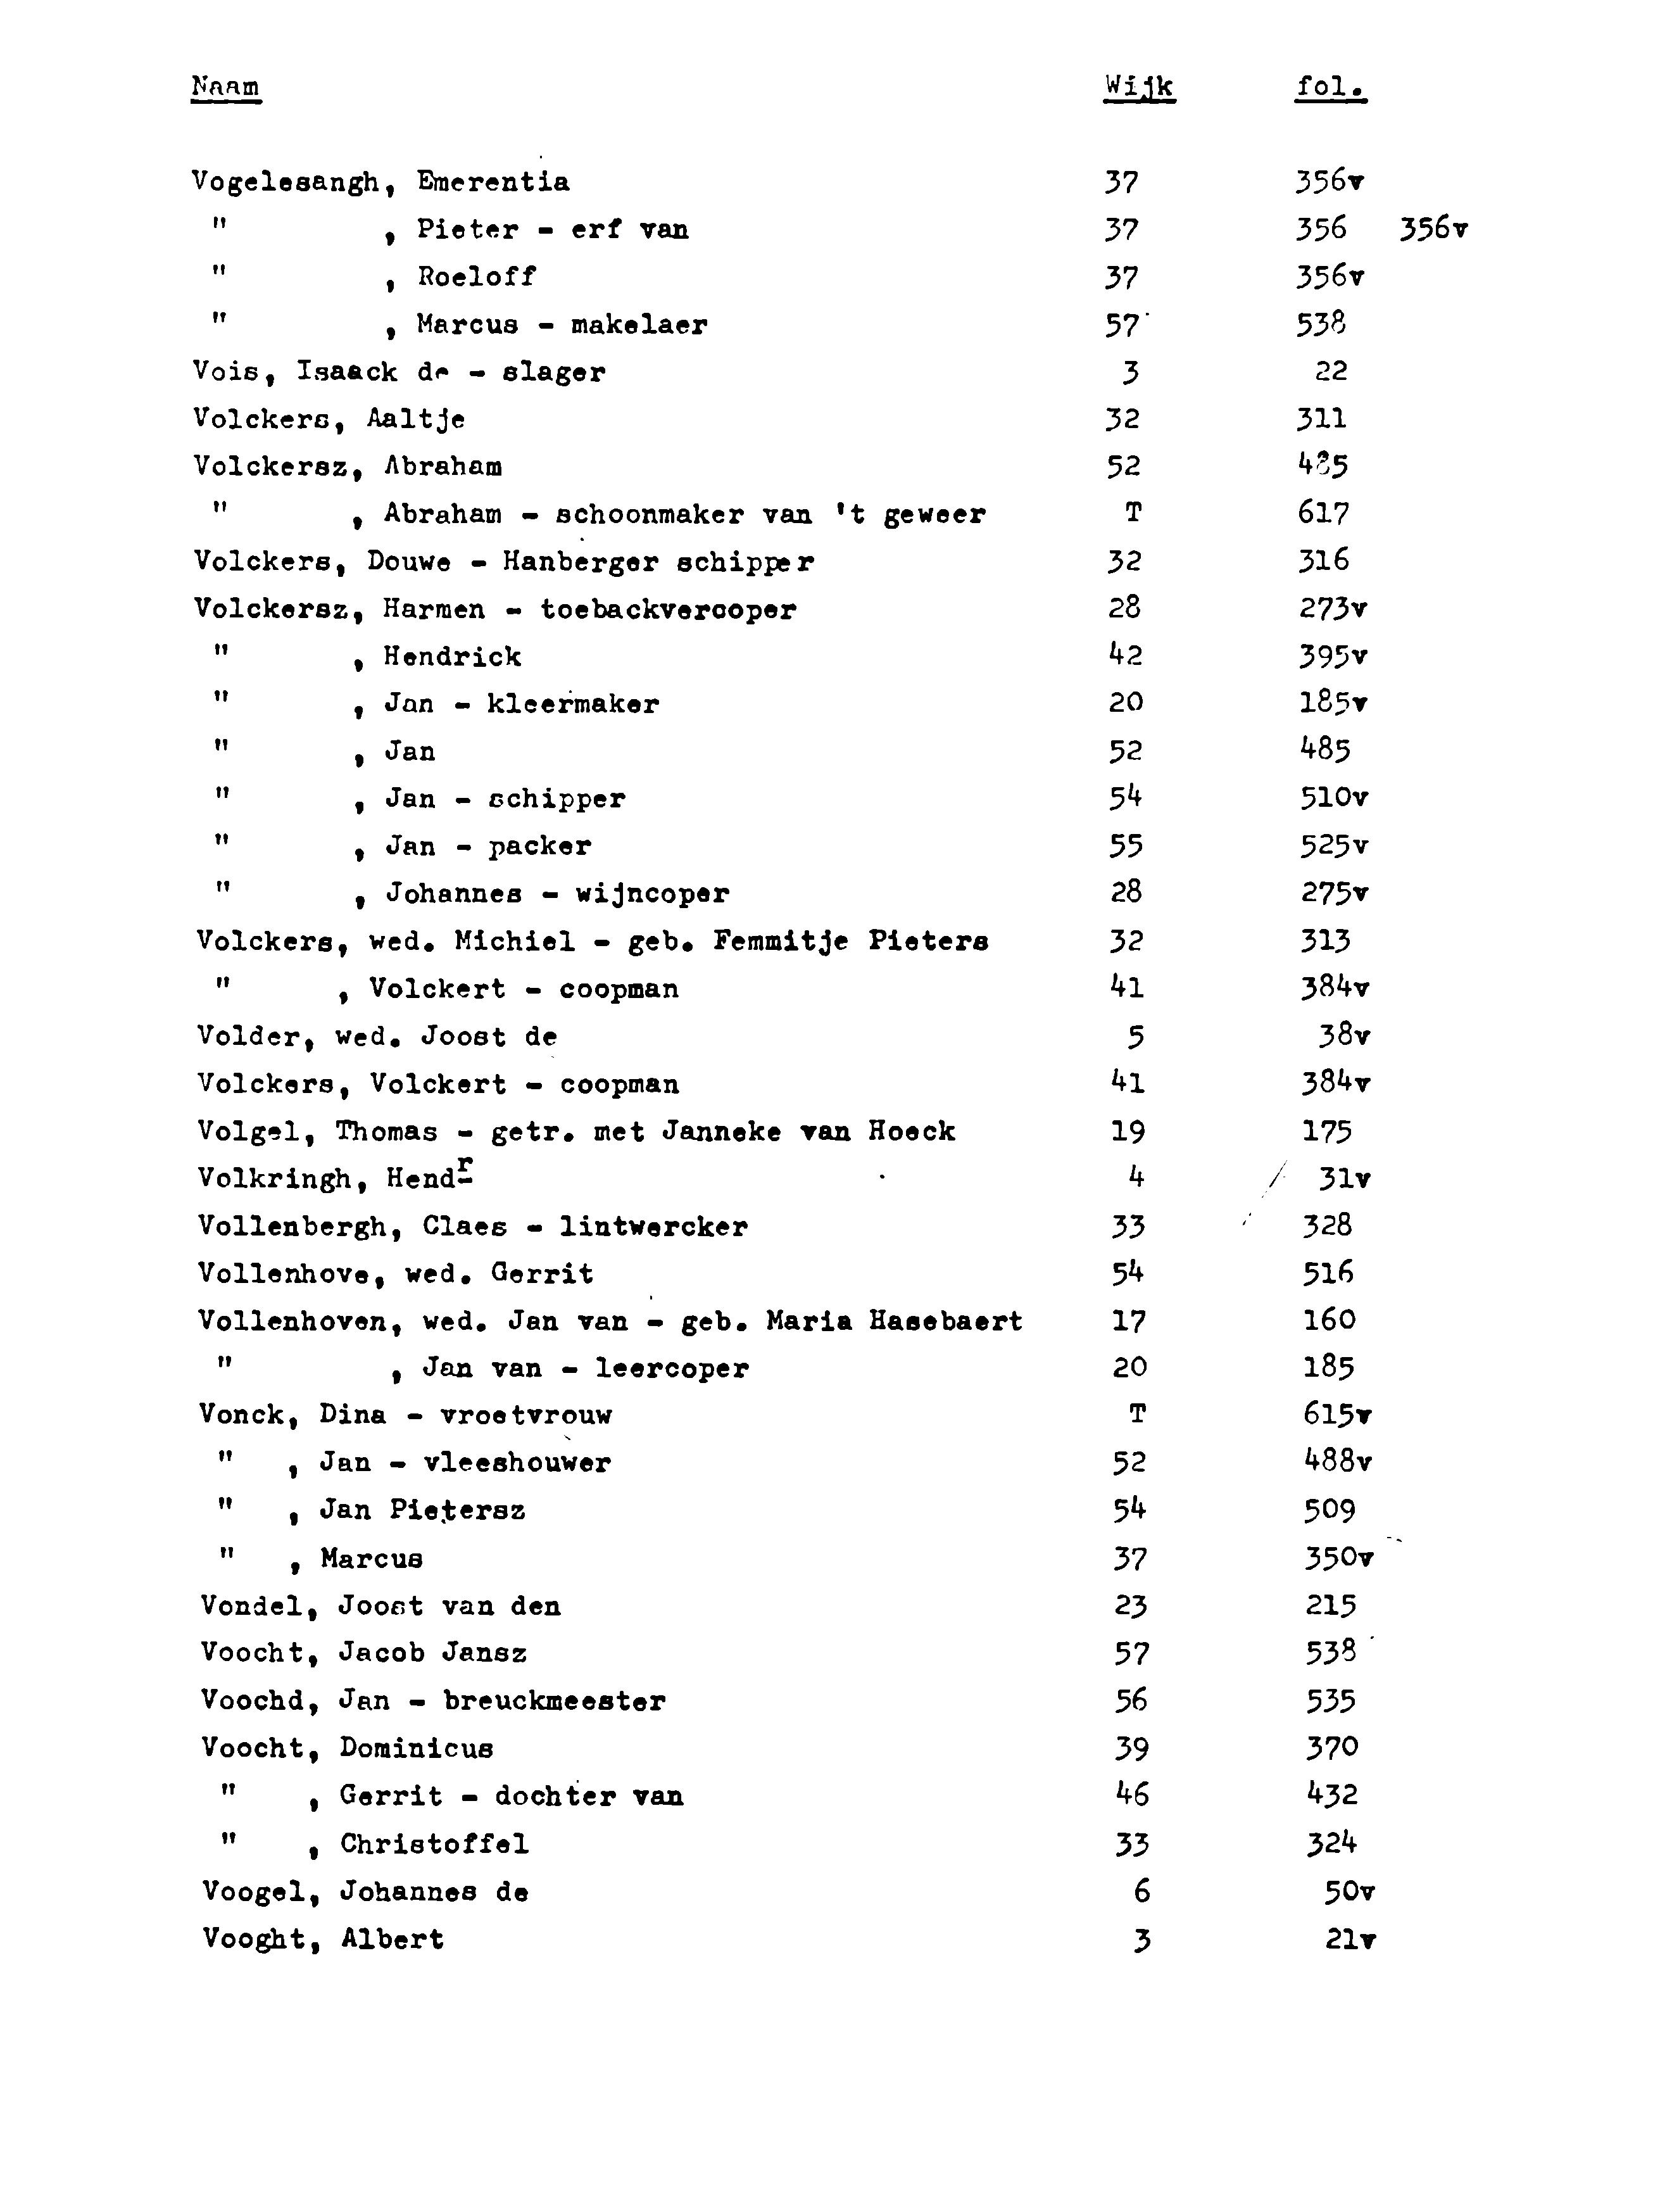 Naam Wijk fol.
Vogelesangh, Emerentia 37 356v
" , Pieter - erf van 37 356 356v
" , Roeloff 37 356v
" , Marcus - makelaer 57 538
Vois, Isaack de - slager 3 22
Volckers, Aaltje 32 311
Volckersz, Abraham 52 485
" , Abraham - schoonmaker van 't geweer T 617
Volckers, Douwe - Hanberger schipper 32 316
Volckersz, Harmen - toebackvercoper 28 273v
" , Hendrick 42 395v
" , Jan - kleermaker 20 185v
" , Jan 52 485
" , Jan - schipper 54 510v
" , Jan - packer 55 525v
" , Johannes - wijncoper 28 275v
Volckers, wed. Michiel - geb. Femmitje Pieters 32 313
" , Volckert - coopman 41 384v
Volder, wed. Joost de 5 38v
Volckers, Volckert - coopman 41 384v
Volgel, Thomas - getr. met Janneke van Hoeck 19 175
Volkringh, Hendr 4 31v
Vollenbergh, Claes - lintwercker 33 328
Vollenhove, wed. Gerrit 54 516
Vollenhoven, wed. Jan van - geb. Maria Hasebaert 17 160
" , Jan van - leercoper 20 185
Vonck, Dina - vroetvrouw T 615v
" , Jan - vleeshouwer 52 488v
" , Jan Pietersz 54 509
" , Marcus 37 350v
Vondel, Joost van den 23 215
Voocht, Jacob Jansz 57 538
Voochd, Jan - breuckmeester 56 535
Voocht, Dominicus 39 370
" , Gerrit - dochter van 46 432
" , Christoffel 33 324
Voogel, Johannes de 6 50v
Vooght, Albert 3 21v